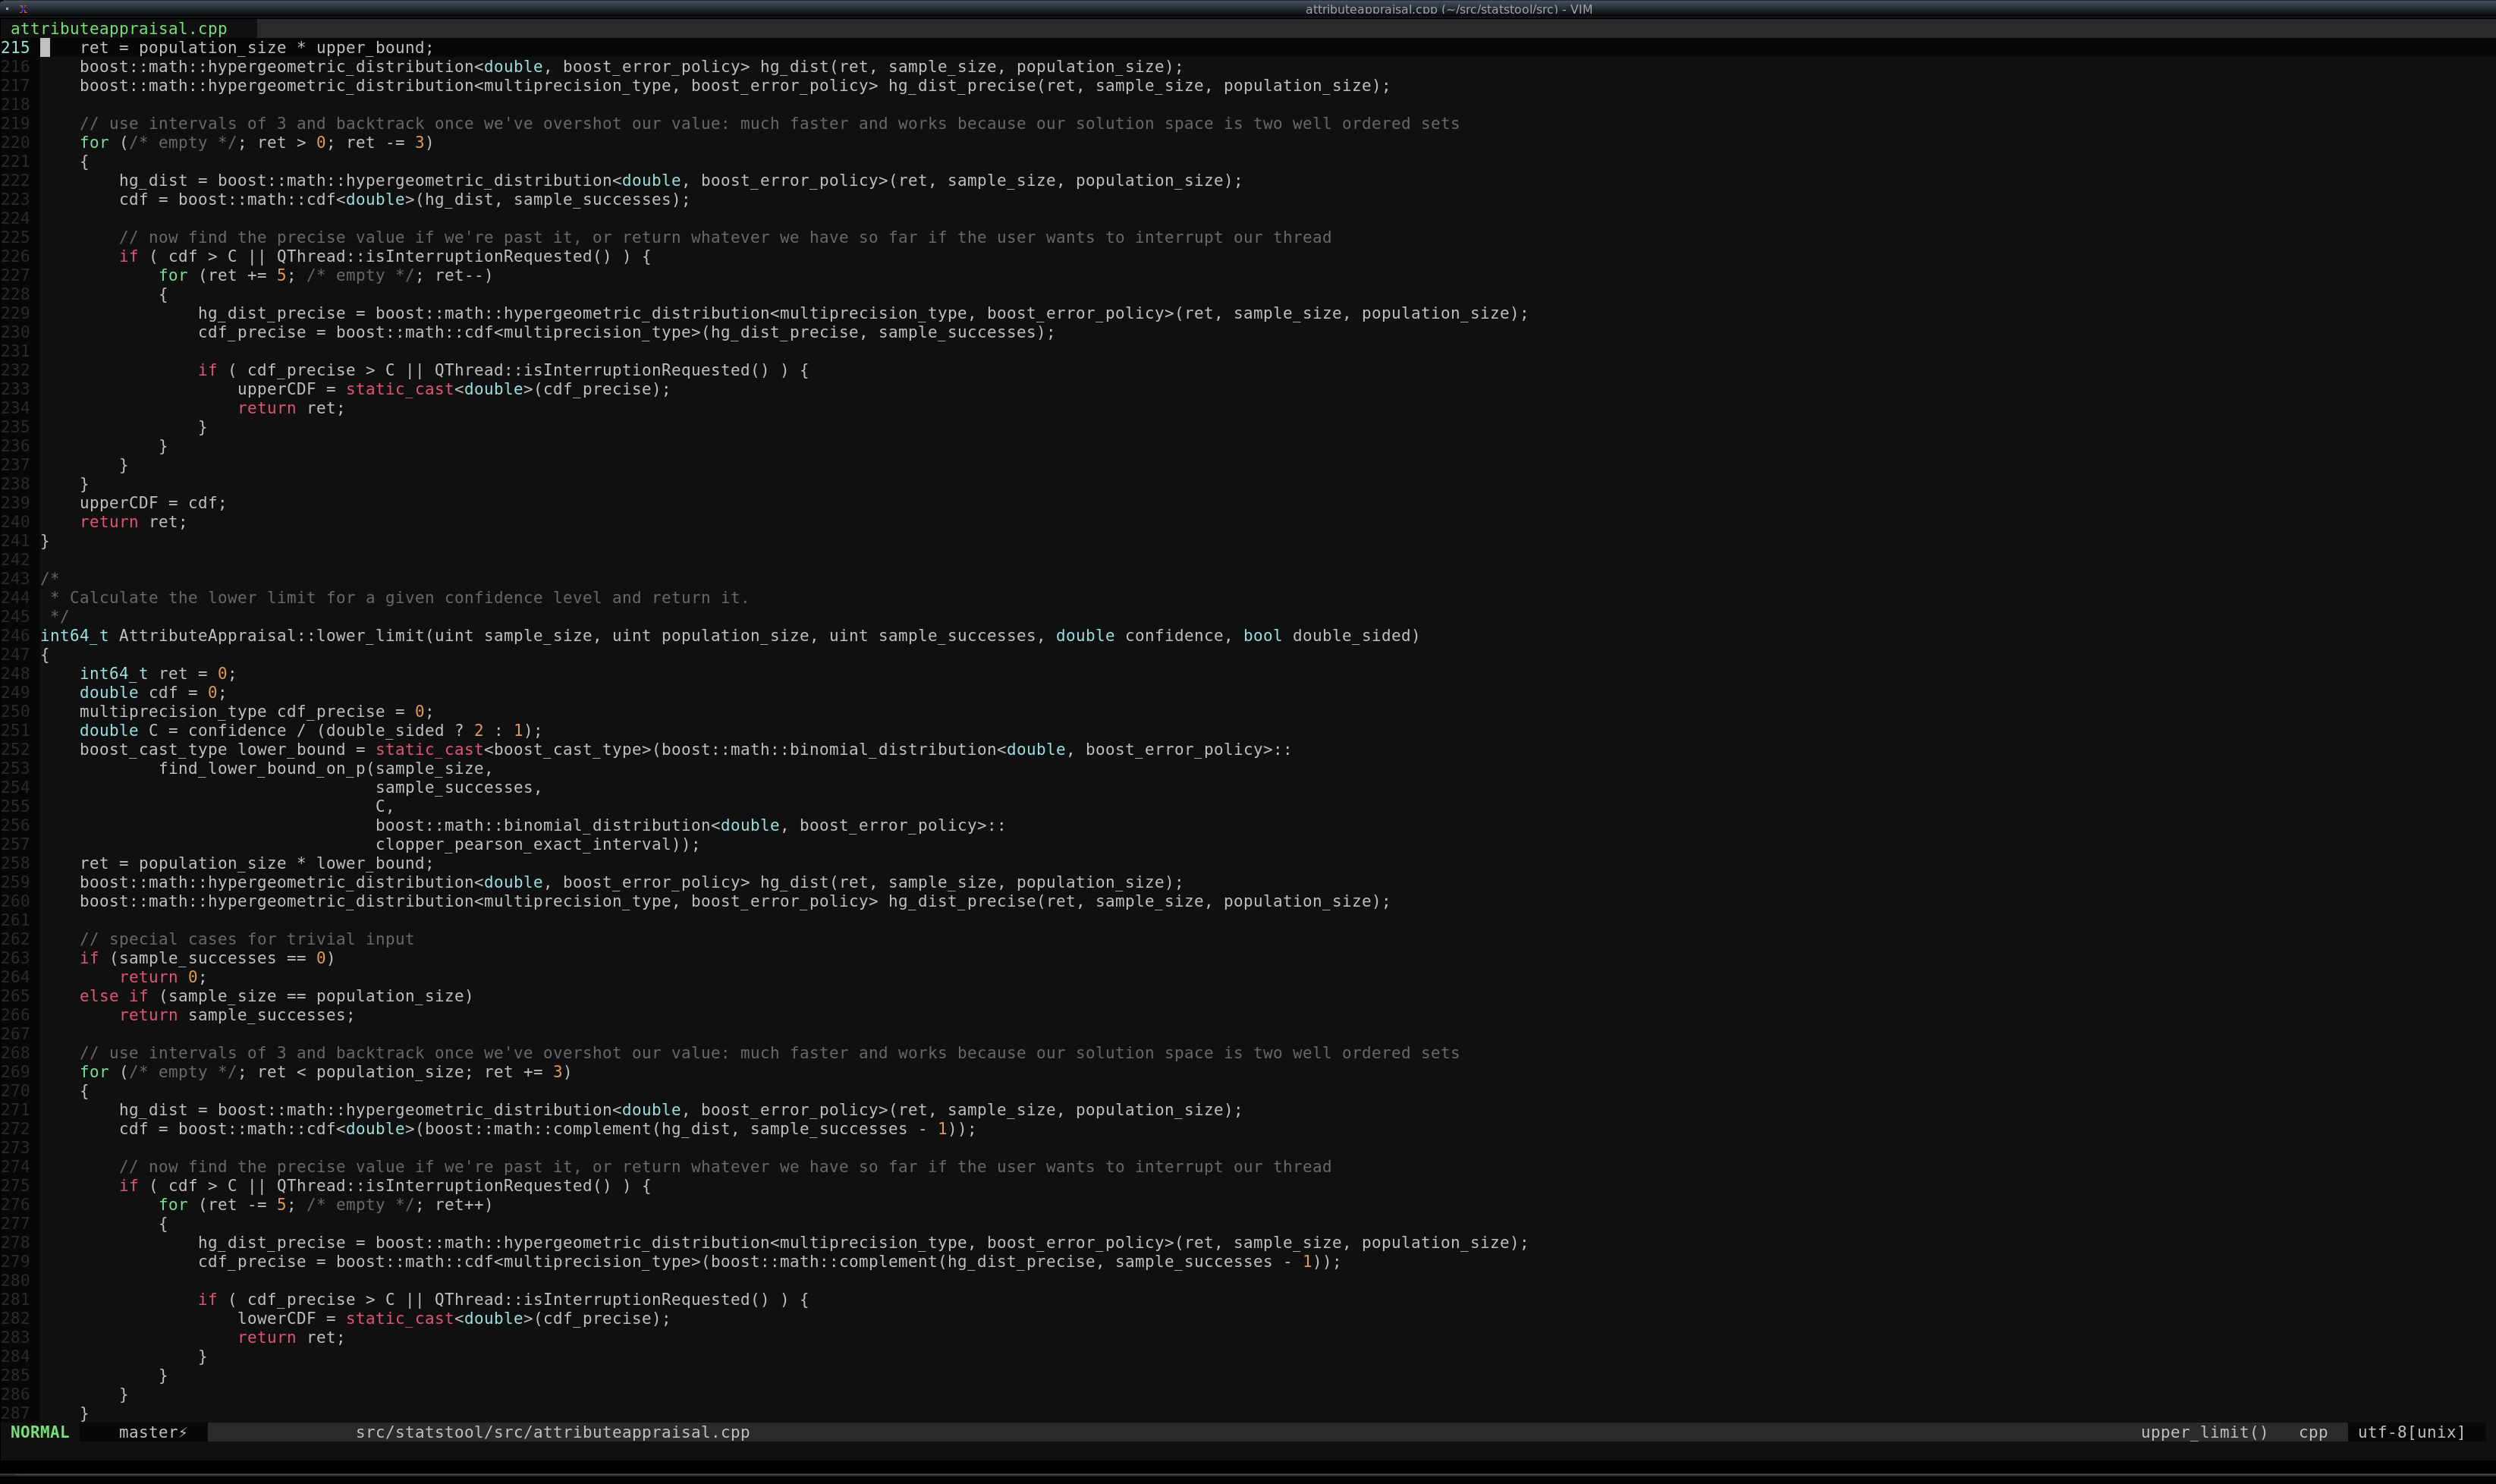 attributeappraisal.cpp (~/src/statstool/src) - VIM
attributeappraisal.cpp
215     ret = population_size * upper_bound;
216     boost::math::hypergeometric_distribution<double, boost_error_policy> hg_dist(ret, sample_size, population_size);
217     boost::math::hypergeometric_distribution<multiprecision_type, boost_error_policy> hg_dist_precise(ret, sample_size, population_size);
218
219     // use intervals of 3 and backtrack once we've overshot our value: much faster and works because our solution space is two well ordered sets
220     for (/* empty */; ret > 0; ret -= 3)
221     {
222         hg_dist = boost::math::hypergeometric_distribution<double, boost_error_policy>(ret, sample_size, population_size);
223         cdf = boost::math::cdf<double>(hg_dist, sample_successes);
224
225         // now find the precise value if we're past it, or return whatever we have so far if the user wants to interrupt our thread
226         if ( cdf > C || QThread::isInterruptionRequested() ) {
227             for (ret += 5; /* empty */; ret--)
228             {
229                 hg_dist_precise = boost::math::hypergeometric_distribution<multiprecision_type, boost_error_policy>(ret, sample_size, population_size);
230                 cdf_precise = boost::math::cdf<multiprecision_type>(hg_dist_precise, sample_successes);
231
232                 if ( cdf_precise > C || QThread::isInterruptionRequested() ) {
233                     upperCDF = static_cast<double>(cdf_precise);
234                     return ret;
235                 }
236             }
237         }
238     }
239     upperCDF = cdf;
240     return ret;
241 }
242
243 /*
244  * Calculate the lower limit for a given confidence level and return it.
245  */
246 int64_t AttributeAppraisal::lower_limit(uint sample_size, uint population_size, uint sample_successes, double confidence, bool double_sided)
247 {
248     int64_t ret = 0;
249     double cdf = 0;
250     multiprecision_type cdf_precise = 0;
251     double C = confidence / (double_sided ? 2 : 1);
252     boost_cast_type lower_bound = static_cast<boost_cast_type>(boost::math::binomial_distribution<double, boost_error_policy>::
253             find_lower_bound_on_p(sample_size,
254                                   sample_successes,
255                                   C,
256                                   boost::math::binomial_distribution<double, boost_error_policy>::
257                                   clopper_pearson_exact_interval));
258     ret = population_size * lower_bound;
259     boost::math::hypergeometric_distribution<double, boost_error_policy> hg_dist(ret, sample_size, population_size);
260     boost::math::hypergeometric_distribution<multiprecision_type, boost_error_policy> hg_dist_precise(ret, sample_size, population_size);
261
262     // special cases for trivial input
263     if (sample_successes == 0)
264         return 0;
265     else if (sample_size == population_size)
266         return sample_successes;
267
268     // use intervals of 3 and backtrack once we've overshot our value: much faster and works because our solution space is two well ordered sets
269     for (/* empty */; ret < population_size; ret += 3)
270     {
271         hg_dist = boost::math::hypergeometric_distribution<double, boost_error_policy>(ret, sample_size, population_size);
272         cdf = boost::math::cdf<double>(boost::math::complement(hg_dist, sample_successes - 1));
273
274         // now find the precise value if we're past it, or return whatever we have so far if the user wants to interrupt our thread
275         if ( cdf > C || QThread::isInterruptionRequested() ) {
276             for (ret -= 5; /* empty */; ret++)
277             {
278                 hg_dist_precise = boost::math::hypergeometric_distribution<multiprecision_type, boost_error_policy>(ret, sample_size, population_size);
279                 cdf_precise = boost::math::cdf<multiprecision_type>(boost::math::complement(hg_dist_precise, sample_successes - 1));
280
281                 if ( cdf_precise > C || QThread::isInterruptionRequested() ) {
282                     lowerCDF = static_cast<double>(cdf_precise);
283                     return ret;
284                 }
285             }
286         }
287     }
NORMAL     master⚡     src/statstool/src/attributeappraisal.cpp     upper_limit()   cpp   utf-8[unix]